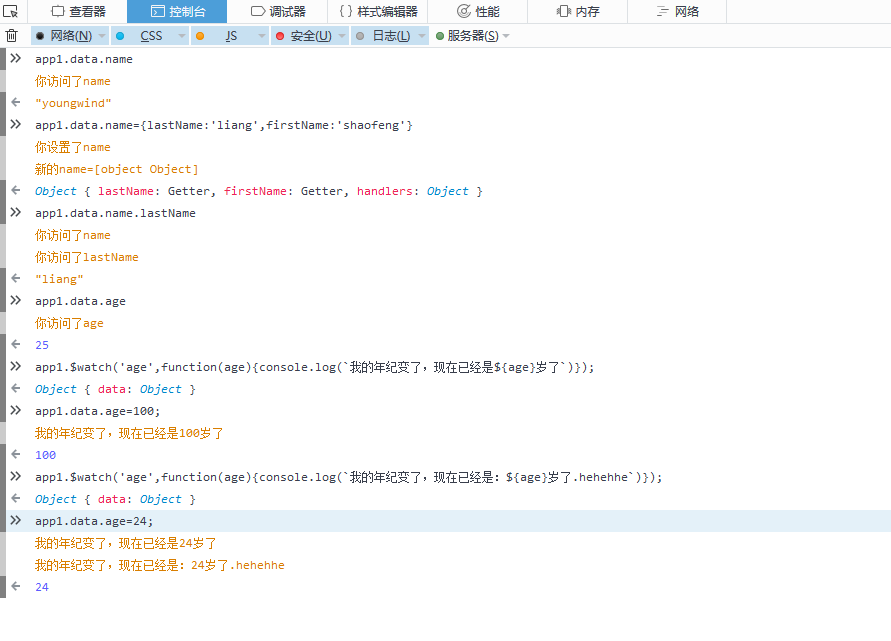 查看器 控制台 调试器 { } 样式编辑器 性能 内存 网络
网络(N) CSS JS 安全(U) 日志(L) 服务器(S)
app1.data.name
你访问了name
"youngwind"
app1.data.name={lastName:'liang',firstName:'shaofeng'}
你设置了name
新的name=[object Object]
Object { lastName: Getter, firstName: Getter, handlers: Object }
app1.data.name.lastName
你访问了name
你访问了lastName
"liang"
app1.data.age
你访问了age
25
app1.$watch('age',function(age){console.log(`我的年纪变了，现在已经是${age}岁了`)});
Object { data: Object }
app1.data.age=100;
我的年纪变了，现在已经是100岁了
100
app1.$watch('age',function(age){console.log(`我的年纪变了，现在已经是：${age}岁了.hehehhe`)});
Object { data: Object }
app1.data.age=24;
我的年纪变了，现在已经是24岁了
我的年纪变了，现在已经是：24岁了.hehehhe
24